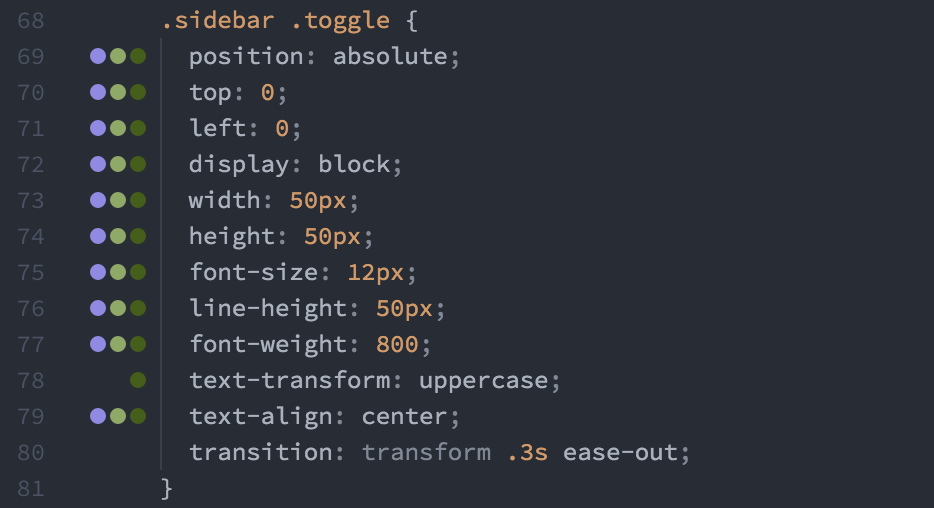 68 .sidebar .toggle {
69 position: absolute;
70 top: 0;
71 left: 0;
72 display: block;
73 width: 50px;
74 height: 50px;
75 font-size: 12px;
76 line-height: 50px;
77 font-weight: 800;
78 text-transform: uppercase;
79 text-align: center;
80 transition: transform .3s ease-out;
81 }